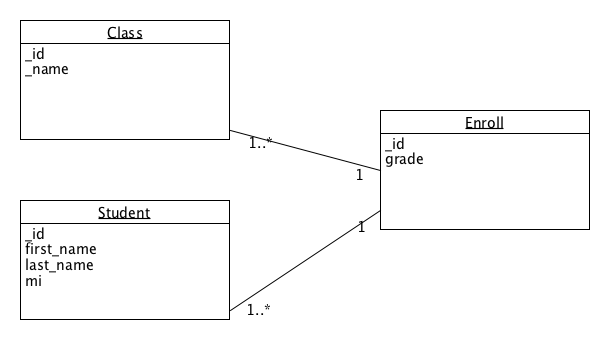 Class
_id
_name
1..*
Enroll
_id
grade
1
Student
_id
first_name
last_name
mi
1
1..*